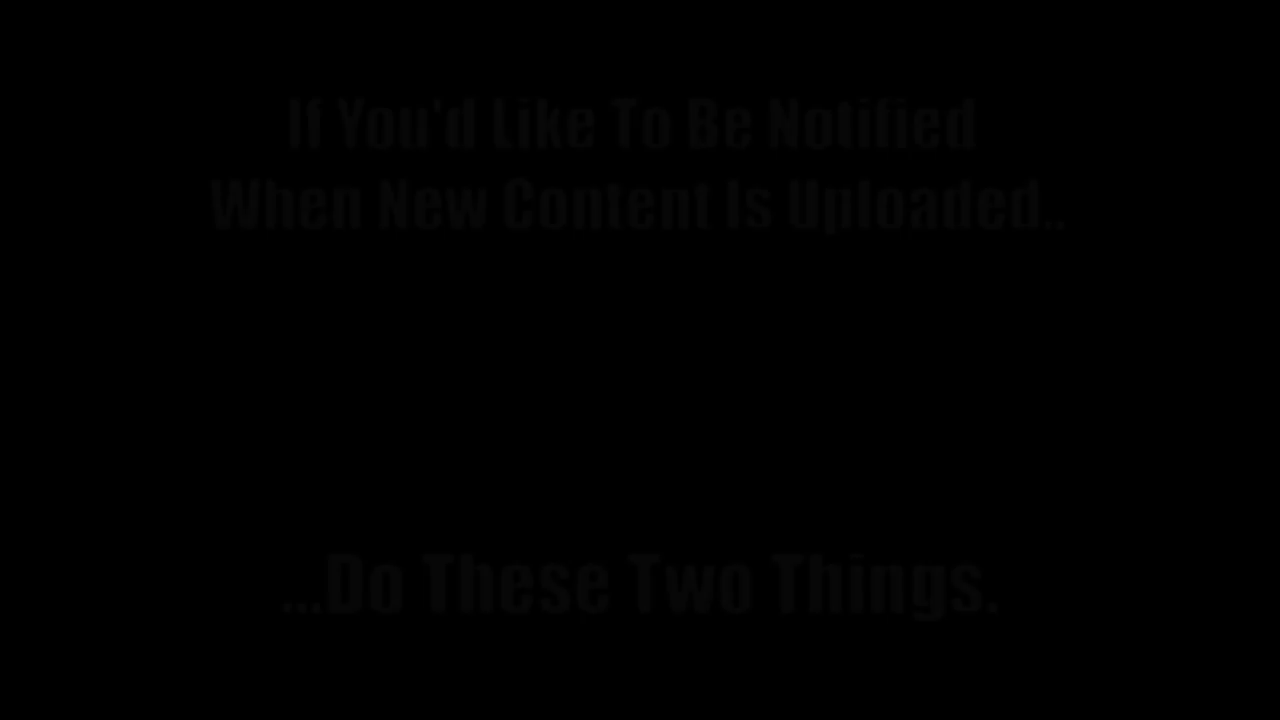 If You'd Like To Be Notified
When New Content Is Uploaded..
...Do These Two Things.